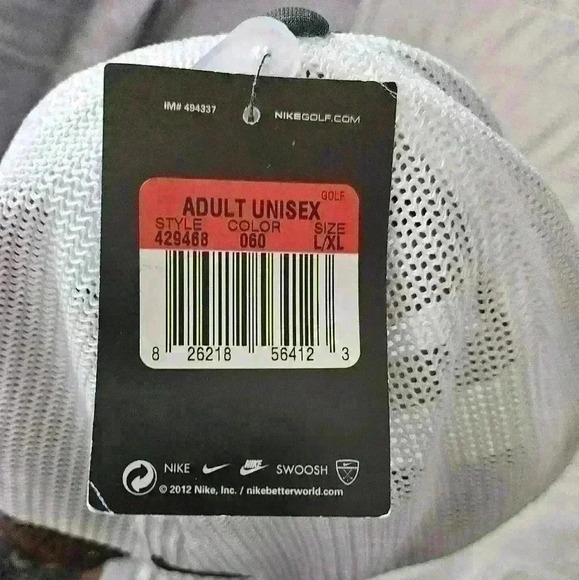 IM# 494337
NIKEGOLF.COM
GOLF
ADULT UNISEX
STYLE COLOR SIZE
429468 060 L/XL
8 26218 56412 3
NIKE NIKE SWOOSH
© 2012 Nike, Inc. / nikebetterworld.com